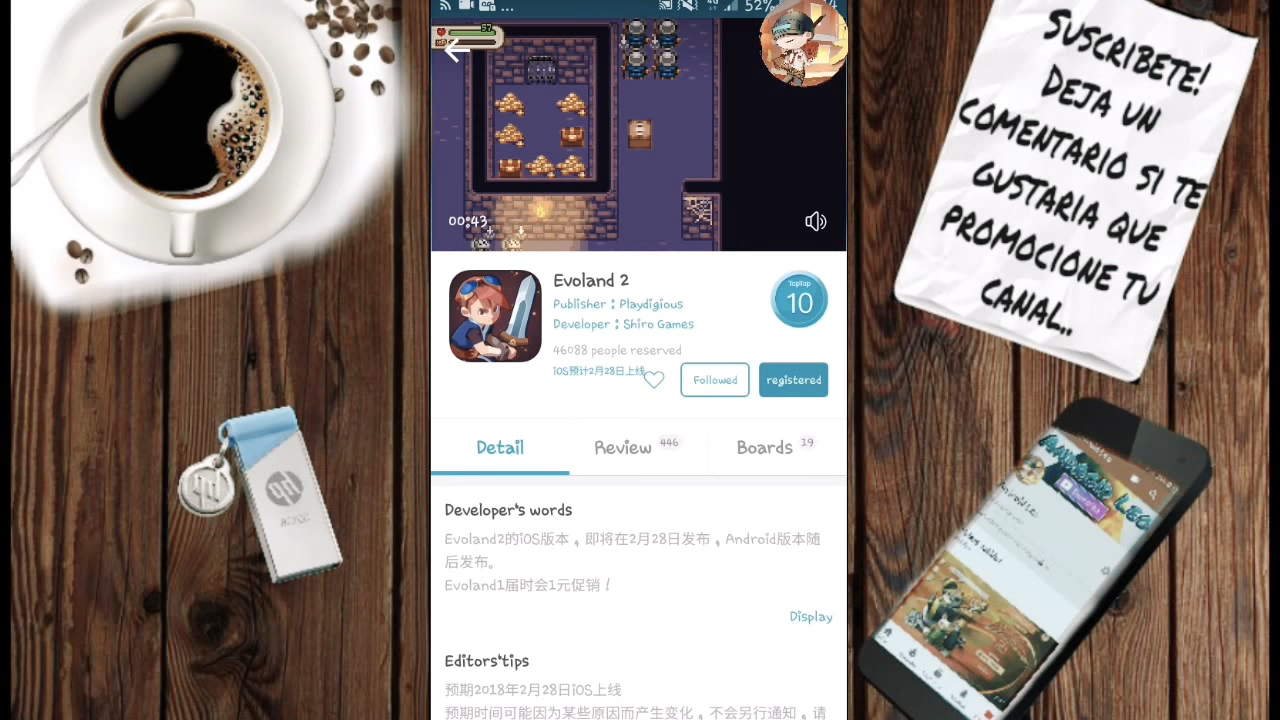 52%
52
00:43
Evoland 2
Publisher : Playdigious
Developer : Shiro Games
46088 people reserved
iOS预计2月28日上线
TapTap
10
Followed
registered
Detail
Review 446
Boards 19
Developer's words
Evoland2的iOS版本，即将在2月28日发布，Android版本随
后发布。
Evoland1届时会1元促销！
Display
Editors'tips
预期2018年2月28日iOS上线
预期时间可能因为某些原因而产生变化，不会另行通知，请
SUSCRIBETE!
DEJA UN
COMENTARIO SI TE
GUSTARIA QUE
PROMOCIONE TU
CANAL..
hp